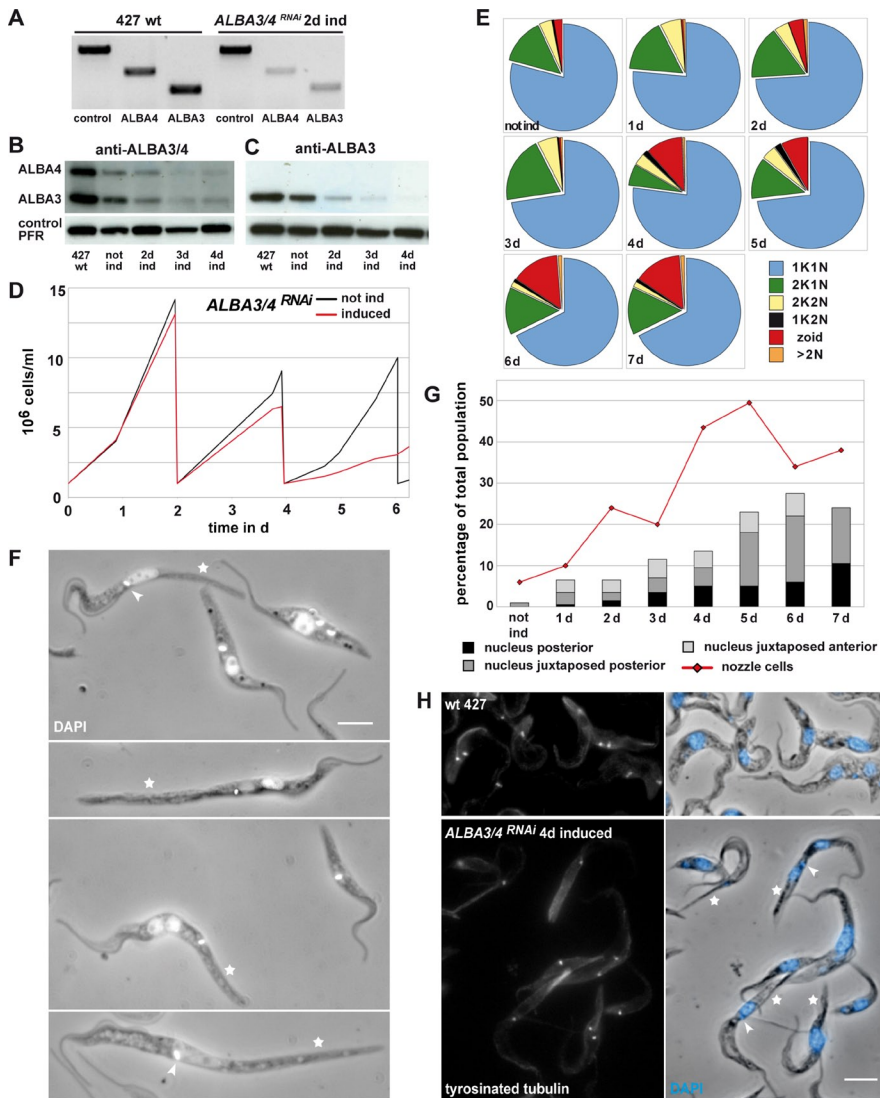 A
427 wt
ALBA3/4 RNAi 2d ind
control ALBA4 ALBA3 control ALBA4 ALBA3
B
anti-ALBA3/4
ALBA4
ALBA3
control
PFR
427 wt
not ind
2d ind
3d ind
4d ind
C
anti-ALBA3
427 wt
not ind
2d ind
3d ind
4d ind
D
ALBA3/4 RNAi
not ind
induced
10⁶ cells/ml
15
10
5
0
0 1 2 3 4 5 6
time in d
E
not ind
1 d
2 d
3 d
4 d
5 d
6 d
7 d
1K1N
2K1N
2K2N
1K2N
zoid
>2N
F
DAPI
G
percentage of total population
50
40
30
20
10
0
not ind
1 d
2 d
3 d
4 d
5 d
6 d
7 d
nucleus posterior
nucleus juxtaposed anterior
nucleus juxtaposed posterior
nozzle cells
H
wt 427
ALBA3/4 RNAi 4d induced
tyrosinated tubulin
DAPI